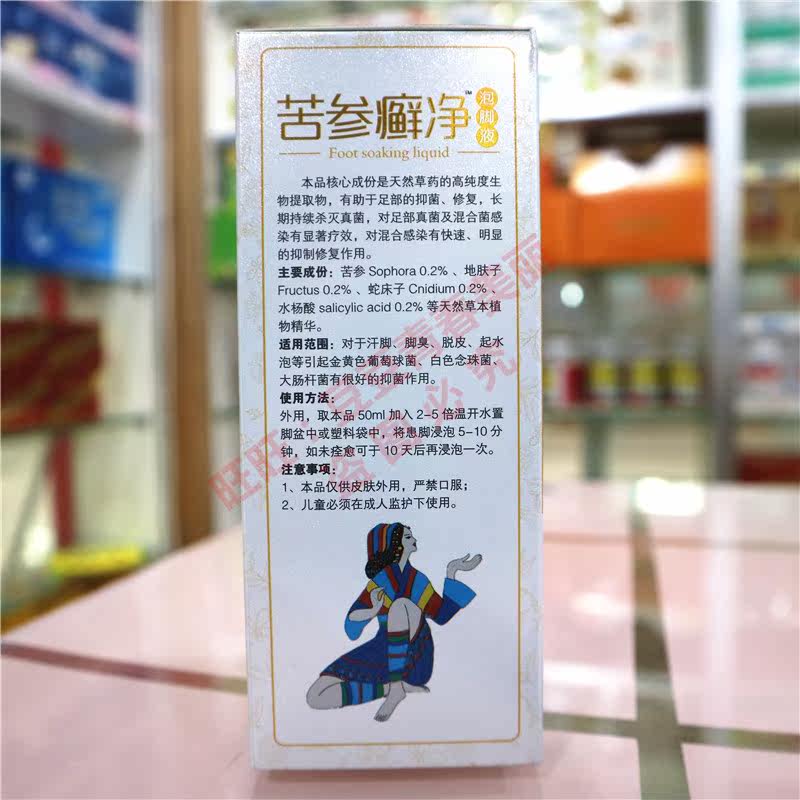 苦参癣净™
泡脚液
Foot soaking liquid
本品核心成份是天然草药的高纯度生
物提取物，有助于足部的抑菌、修复，长
期持续杀灭真菌，对足部真菌及混合菌感
染有显著疗效，对混合感染有快速、明显
的抑制修复作用。
主要成份：苦参 Sophora 0.2% 、地肤子
Fructus 0.2% 、蛇床子 Cnidium 0.2% 、
水杨酸 salicylic acid 0.2% 等天然草本植
物精华。
适用范围：对于汗脚、脚臭、脱皮、起水
泡等引起金黄色葡萄球菌、白色念珠菌、
大肠杆菌有很好的抑菌作用。
使用方法：
外用，取本品 50ml 加入 2-5 倍温开水置
脚盆中或塑料袋中，将患脚浸泡 5-10 分
钟，如未痊愈可于 10 天后再浸泡一次。
注意事项：
1、本品仅供皮肤外用，严禁口服；
2、儿童必须在成人监护下使用。
盗图必究